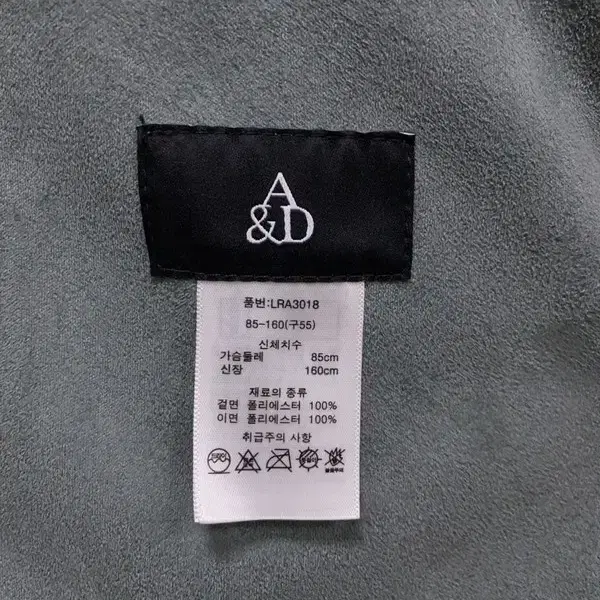 A
&D
품번:LRA3018
85-160(구55)
신체치수
가슴둘레 85cm
신장 160cm
재료의 종류
겉면 폴리에스터 100%
이면 폴리에스터 100%
취급주의 사항